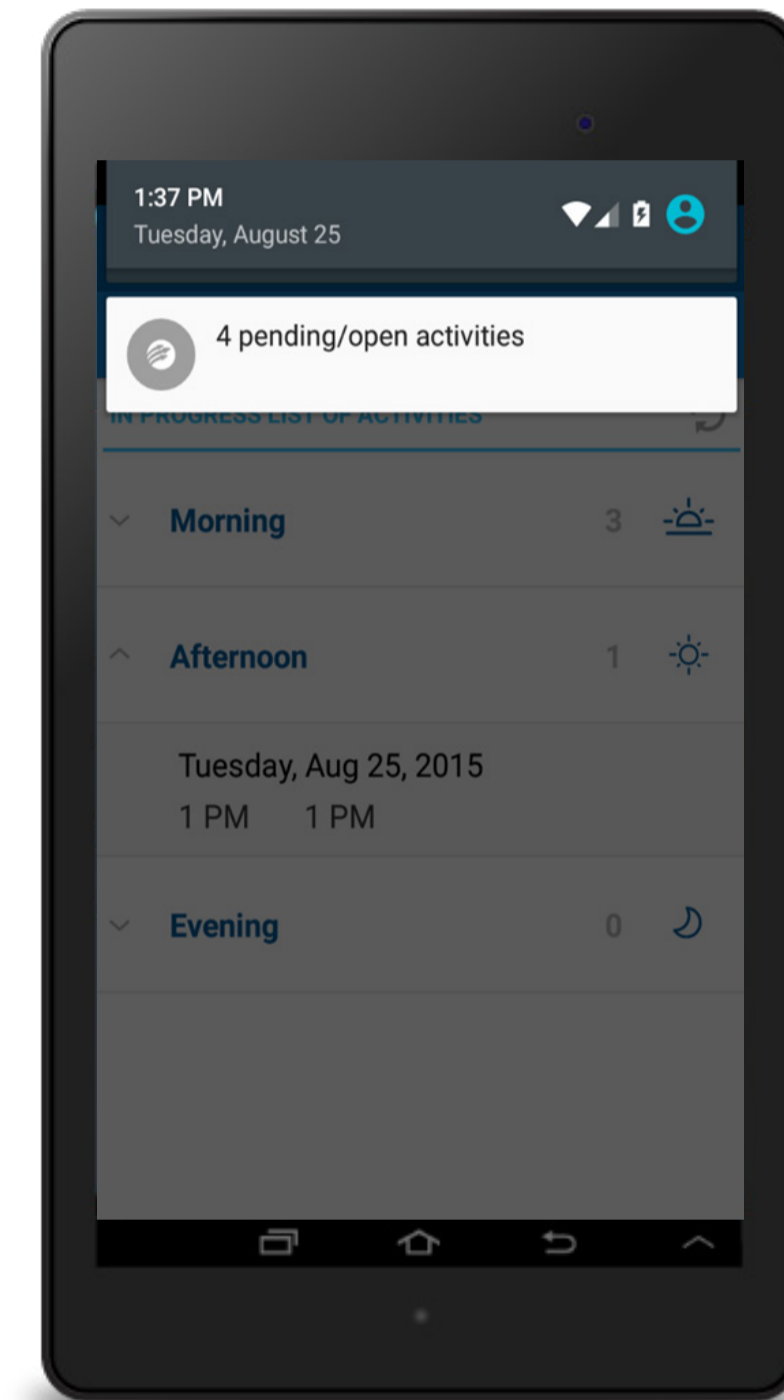 1:37 PM
Tuesday, August 25
4 pending/open activities
IN PROGRESS LIST OF ACTIVITIES
Morning 3
Afternoon 1
Tuesday, Aug 25, 2015
1 PM 1 PM
Evening 0